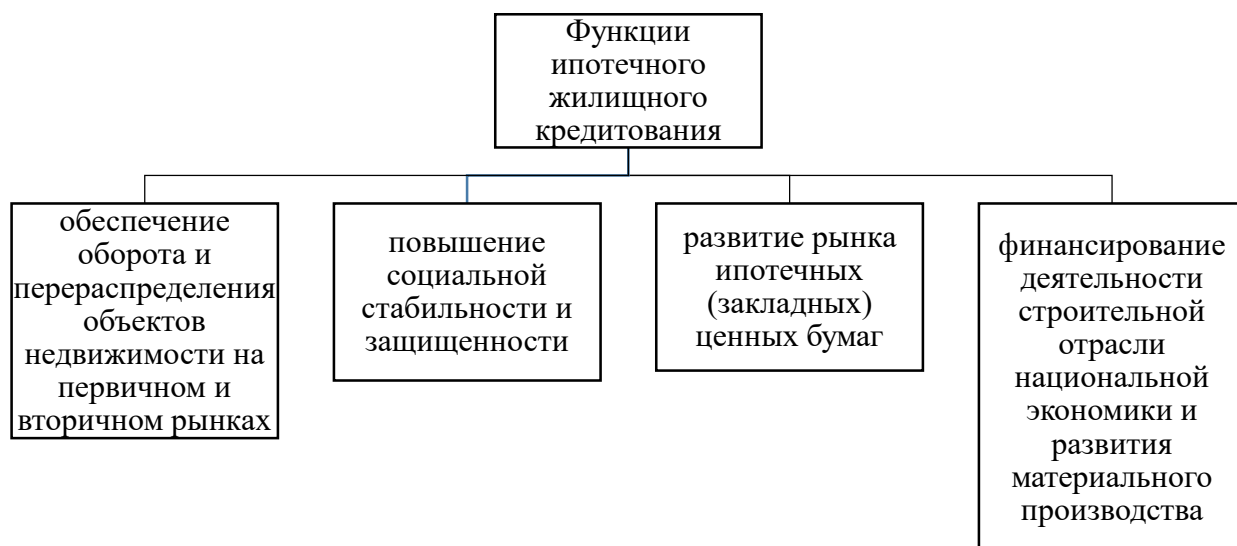 Функции
ипотечного
жилищного
кредитования
обеспечение
оборота и
перераспределения
объектов
недвижимости на
первичном и
вторичном рынках
повышение
социальной
стабильности и
защищенности
развитие рынка
ипотечных
(закладных)
ценных бумаг
финансирование
деятельности
строительной
отрасли
национальной
экономики и
развития
материального
производства